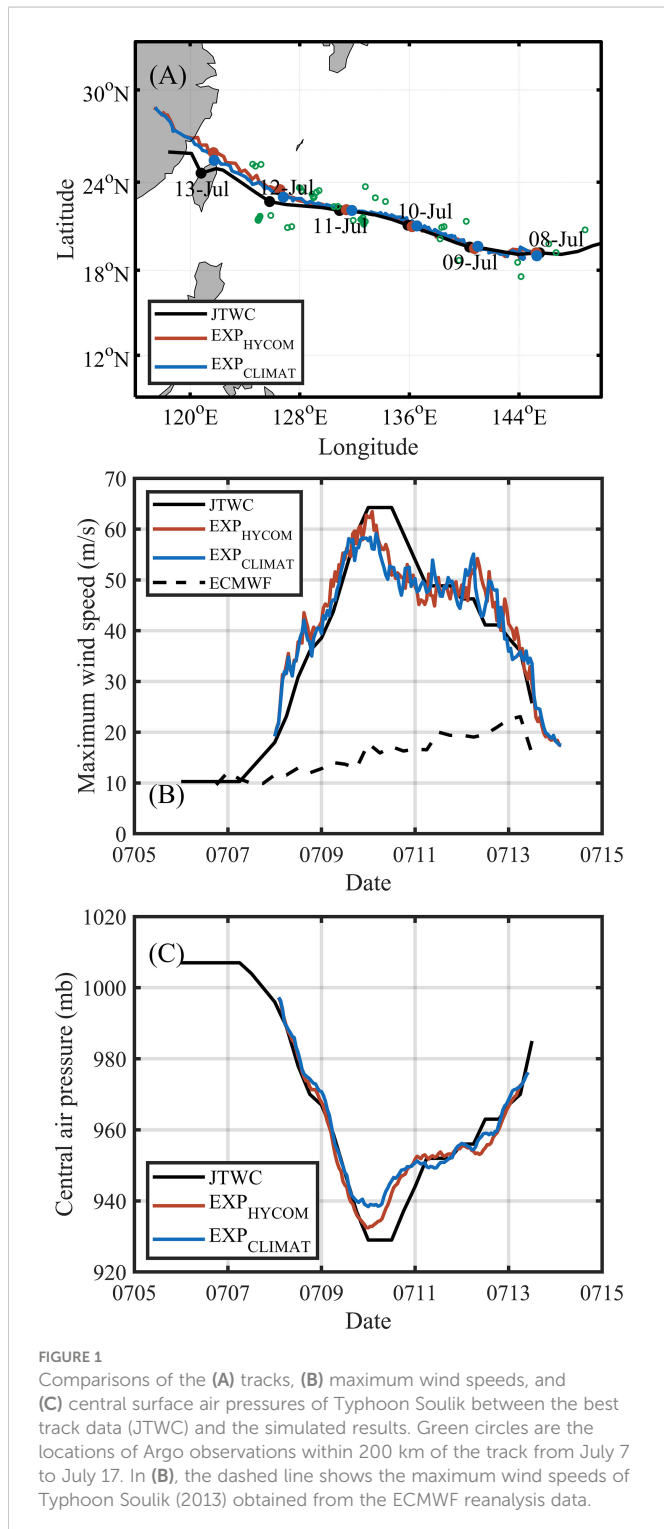 (A)
30°N
24°N
18°N
12°N
Latitude
13-Jul
12-Jul
11-Jul
10-Jul
09-Jul
08-Jul
JTWC
EXP_HYCOM
EXP_CLIMAT
120°E 128°E 136°E 144°E
Longitude
70
60
50
40
30
20
10
0
Maximum wind speed (m/s)
JTWC
EXP_HYCOM
EXP_CLIMAT
ECMWF
(B)
0705 0707 0709 0711 0713 0715
Date
1020
1000
980
960
940
920
Central air pressure (mb)
(C)
JTWC
EXP_HYCOM
EXP_CLIMAT
0705 0707 0709 0711 0713 0715
Date
FIGURE 1
Comparisons of the (A) tracks, (B) maximum wind speeds, and
(C) central surface air pressures of Typhoon Soulik between the best
track data (JTWC) and the simulated results. Green circles are the
locations of Argo observations within 200 km of the track from July 7
to July 17. In (B), the dashed line shows the maximum wind speeds of
Typhoon Soulik (2013) obtained from the ECMWF reanalysis data.